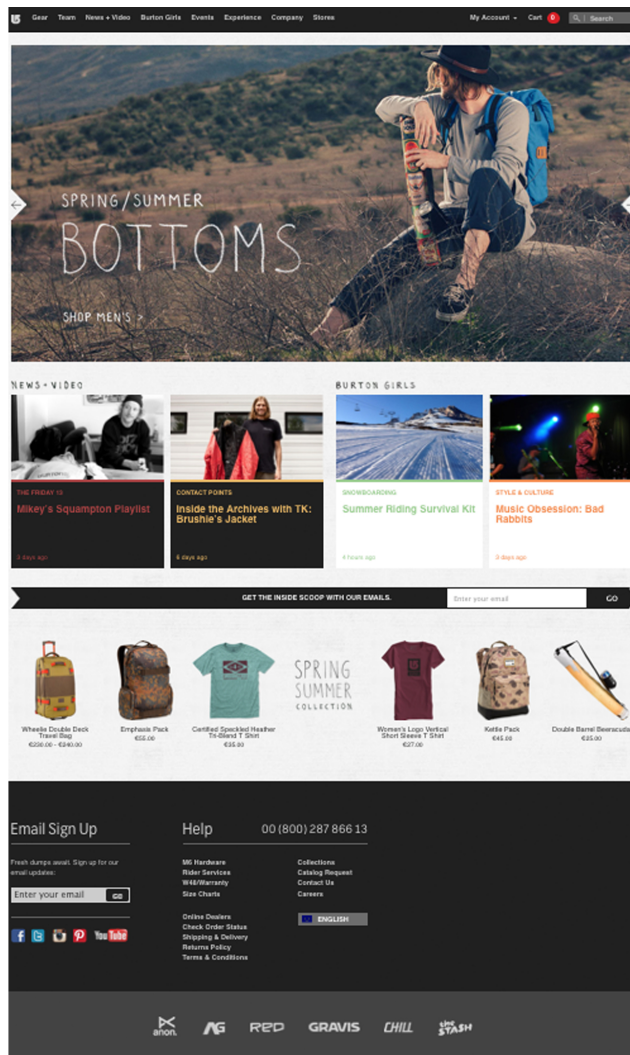 Gear Team News + Video Burton Girls Events Experience Company Stores My Account Cart 0 Search
SPRING/SUMMER
BOTTOMS
SHOP MEN'S >
NEWS + VIDEO
BURTON GIRLS
THE FRIDAY 13
Mikey's Squampton Playlist
3 days ago
CONTACT POINTS
Inside the Archives with TK:
Brushie's Jacket
6 days ago
SNOWBOARDING
Summer Riding Survival Kit
4 hours ago
STYLE & CULTURE
Music Obsession: Bad
Rabbits
3 days ago
GET THE INSIDE SCOOP WITH OUR EMAILS.
Enter your email
GO
Wheelie Double Deck
Travel Bag
€230.00 - €240.00
Emphasis Pack
€55.00
Certified Speckled Heather
Tri-Blend T Shirt
€35.00
SPRING
SUMMER
COLLECTION
Women's Logo Vertical
Short Sleeve T Shirt
€27.00
Kettle Pack
€45.00
Double Barrel Beeracuda
€35.00
Email Sign Up
Fresh dumps await. Sign up for our
email updates:
Enter your email
GO
You Tube
Help
00 (800) 287 866 13
M6 Hardware
Rider Services
W48/Warranty
Size Charts
Collections
Catalog Request
Contact Us
Careers
Online Dealers
Check Order Status
Shipping & Delivery
Returns Policy
Terms & Conditions
ENGLISH
anon.
AG
RED
GRAVIS
CHILL
the STASH